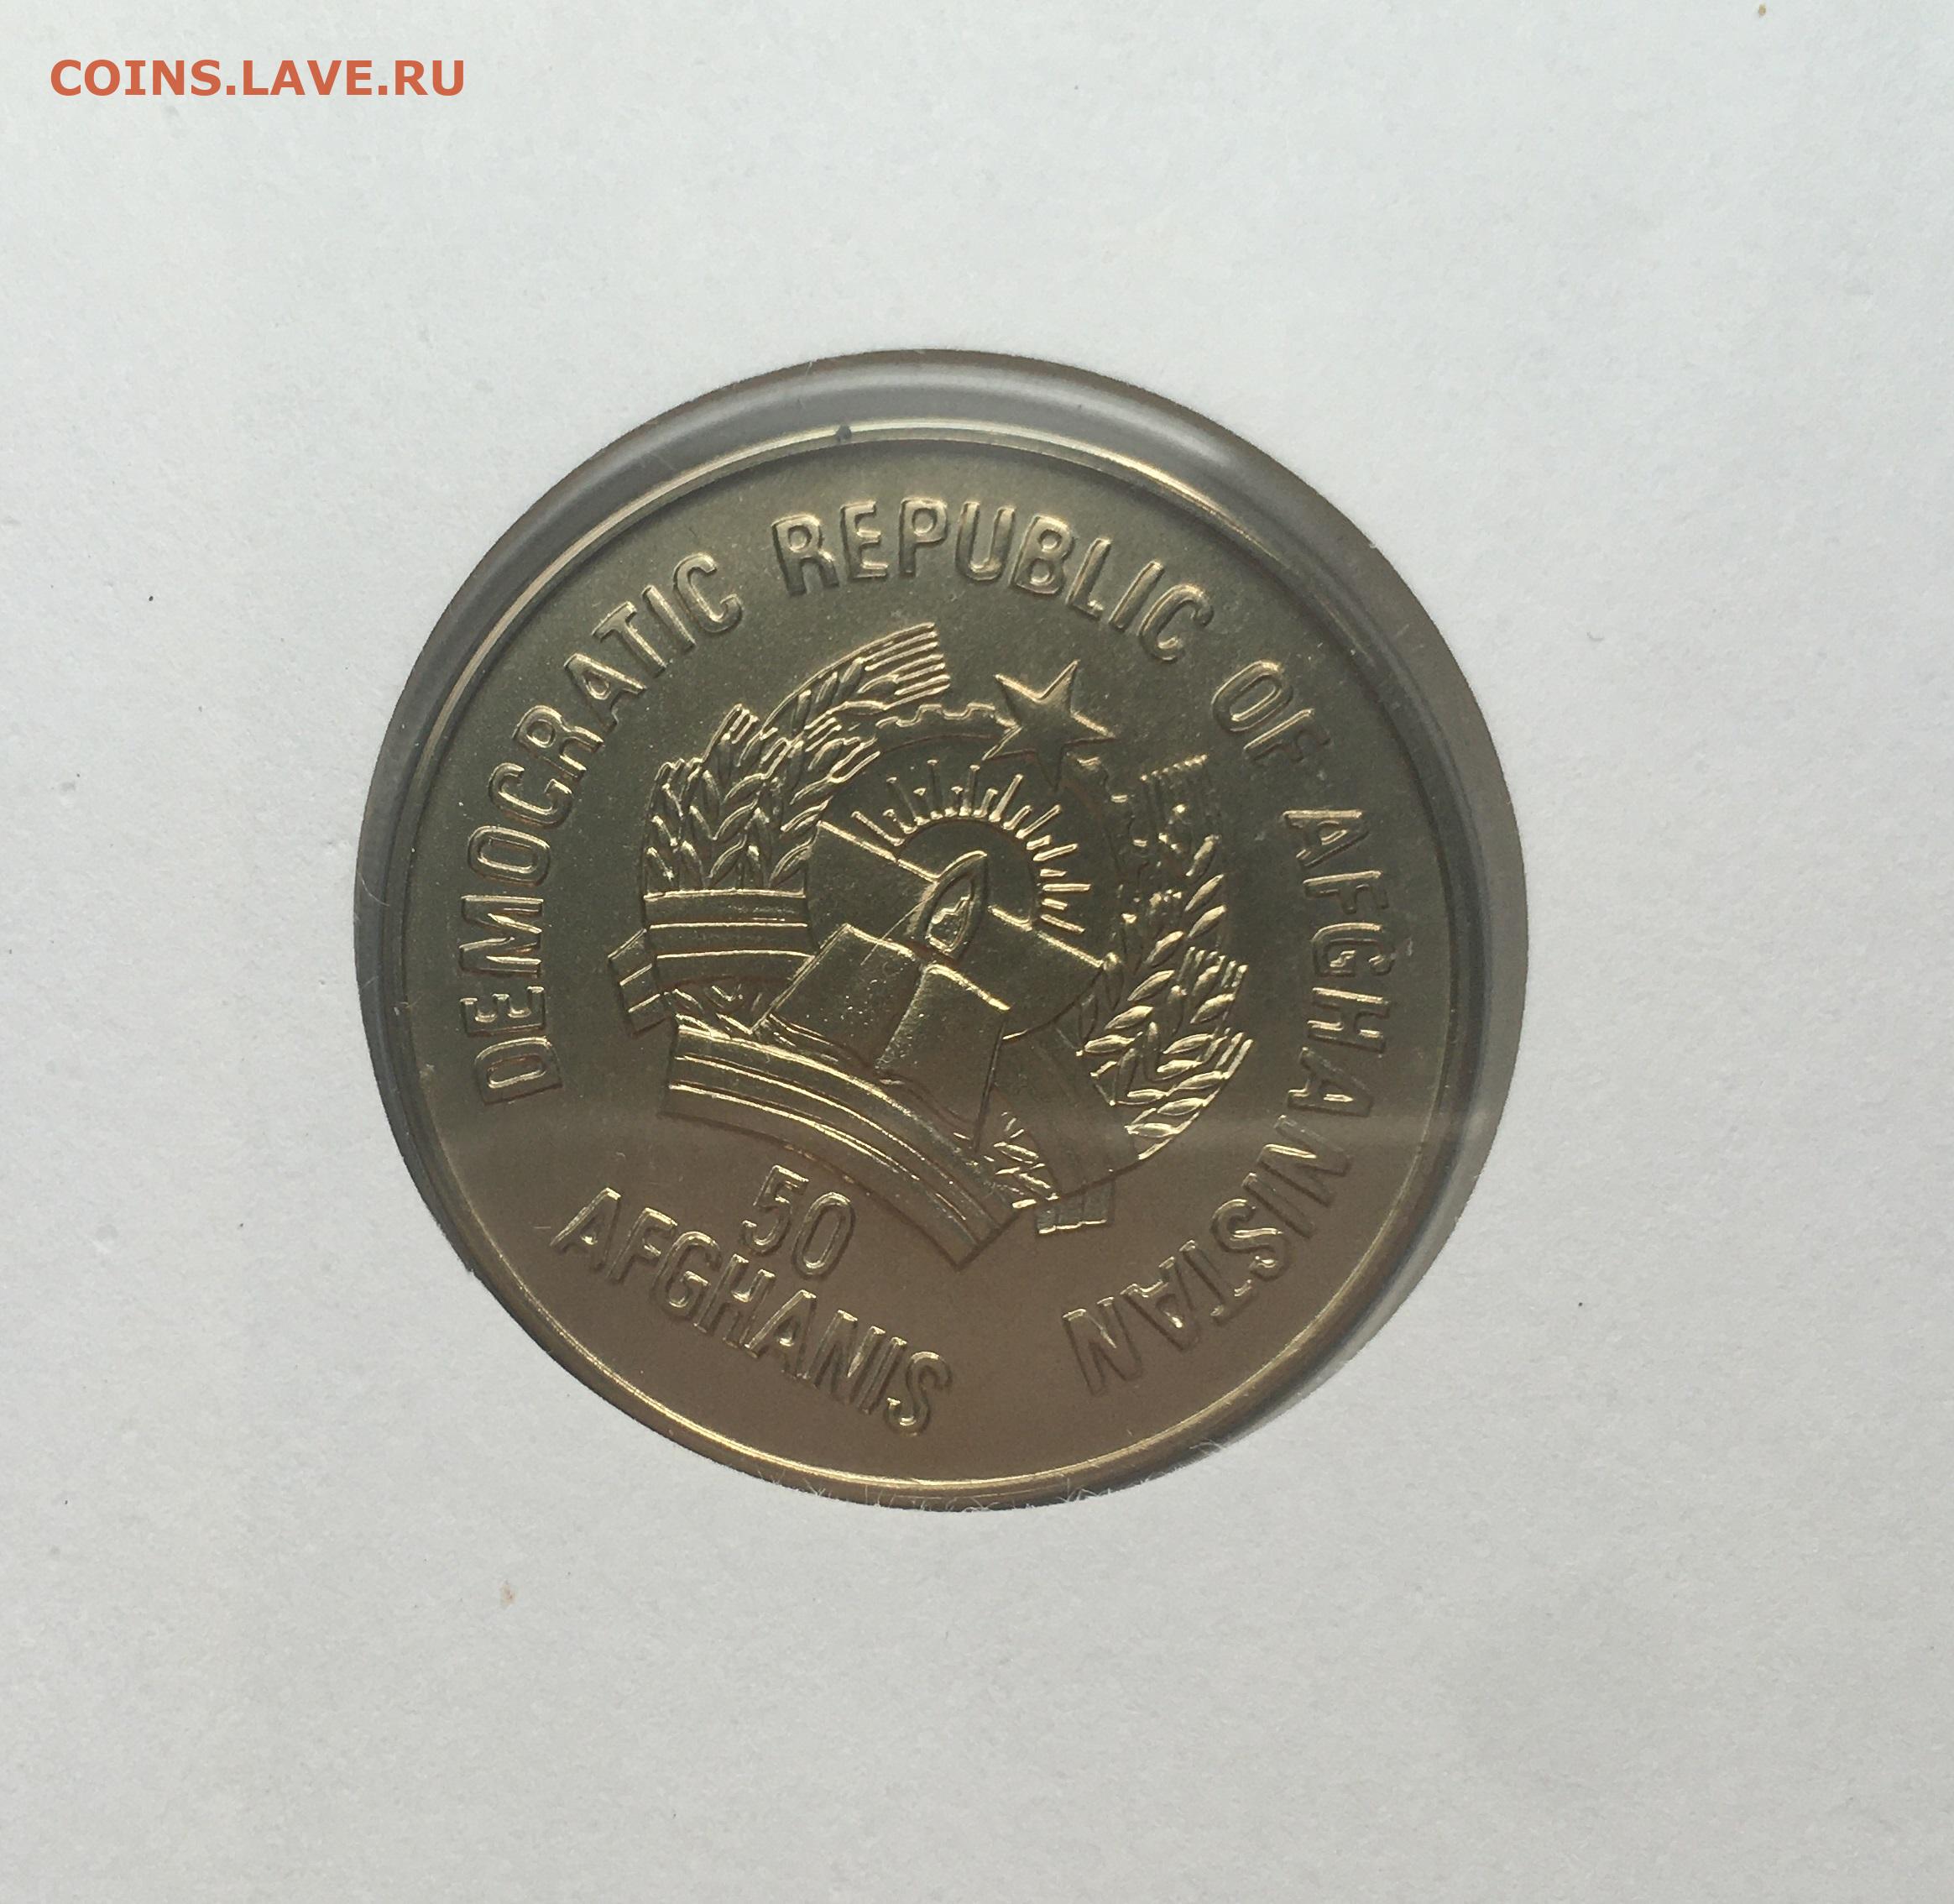 COINS.LAVE.RU
DEMOCRATIC REPUBLIC OF AFGHANISTAN
50
AFGHANIS